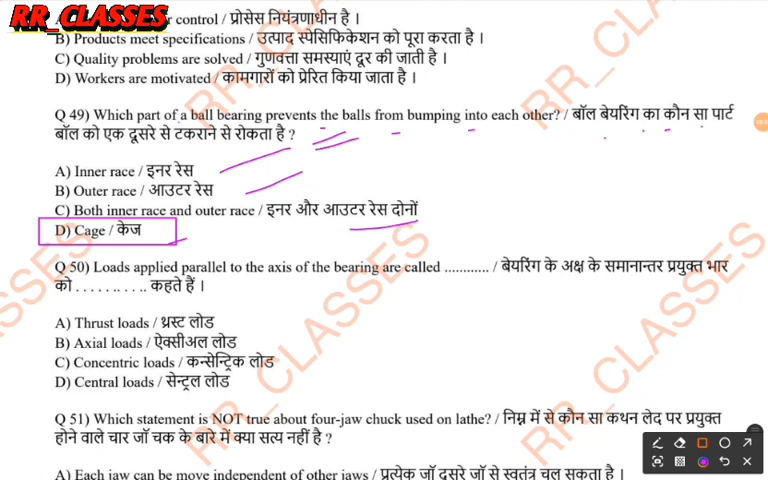 RR_CLASSES
control / प्रोसेस नियंत्रणाधीन है ।
B) Products meet specifications / उत्पाद स्पेसिफिकेशन को पूरा करता है ।
C) Quality problems are solved / गुणवत्ता समस्याएं दूर की जाती है ।
D) Workers are motivated / कामगारों को प्रेरित किया जाता है ।
Q 49) Which part of a ball bearing prevents the balls from bumping into each other? / बॉल बेयरिंग का कौन सा पार्ट
बॉल को एक दूसरे से टकराने से रोकता है ?
A) Inner race / इनर रेस
B) Outer race / आउटर रेस
C) Both inner race and outer race / इनर और आउटर रेस दोनों
D) Cage / केज
Q 50) Loads applied parallel to the axis of the bearing are called ............ / बेयरिंग के अक्ष के समानान्तर प्रयुक्त भार
को . . . . . .. . . . . कहते हैं ।
A) Thrust loads / थ्रस्ट लोड
B) Axial loads / ऐक्सीअल लोड
C) Concentric loads / कन्सेन्ट्रिक लोड
D) Central loads / सेन्ट्रल लोड
Q 51) Which statement is NOT true about four-jaw chuck used on lathe? / निम्न में से कौन सा कथन लेद पर प्रयुक्त
होने वाले चार जॉ चक के बारे में क्या सत्य नहीं है ?
A) Each jaw can be move independent of other jaws / प्रत्येक जॉ दूसरे जॉ से स्वतंत्र चल सकता है ।